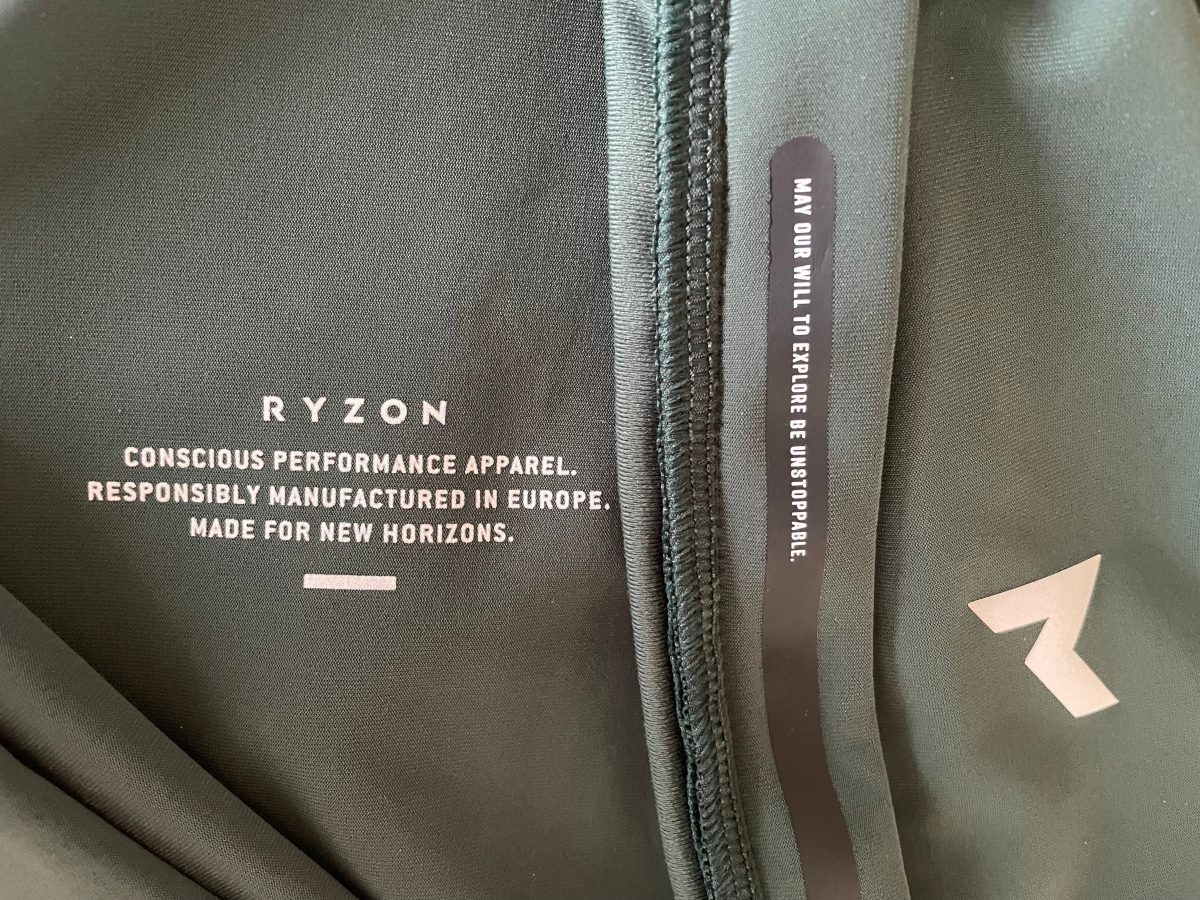 RYZON
CONSCIOUS PERFORMANCE APPAREL.
RESPONSIBLY MANUFACTURED IN EUROPE.
MADE FOR NEW HORIZONS.
MAY OUR WILL TO EXPLORE BE UNSTOPPABLE.